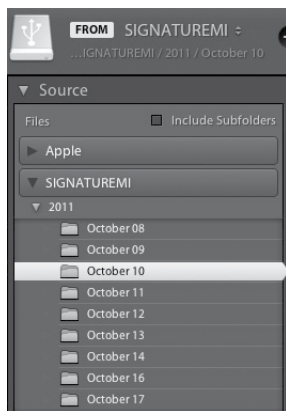 FROM SIGNATUREMI
...IGNATUREMI / 2011 / October 10
Source
Files Include Subfolders
Apple
SIGNATUREMI
2011
October 08
October 09
October 10
October 11
October 12
October 13
October 14
October 16
October 17